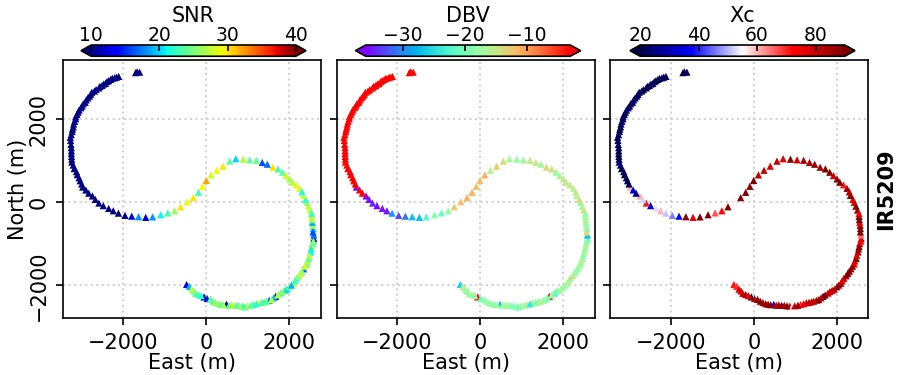 SNR DBV Xc
10 20 30 40 −30 −20 −10 20 40 60 80
North (m)
2000
0
−2000
−2000 0 2000 −2000 0 2000 −2000 0 2000
East (m) East (m) East (m)
IR5209